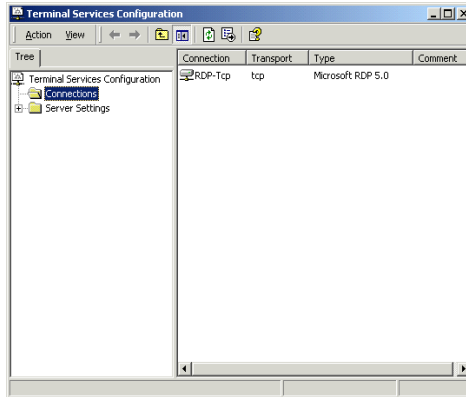 Terminal Services Configuration
Action View
Tree
Connection Transport Type Comment
Terminal Services Configuration
RDP-Tcp tcp Microsoft RDP 5.0
Connections
Server Settings